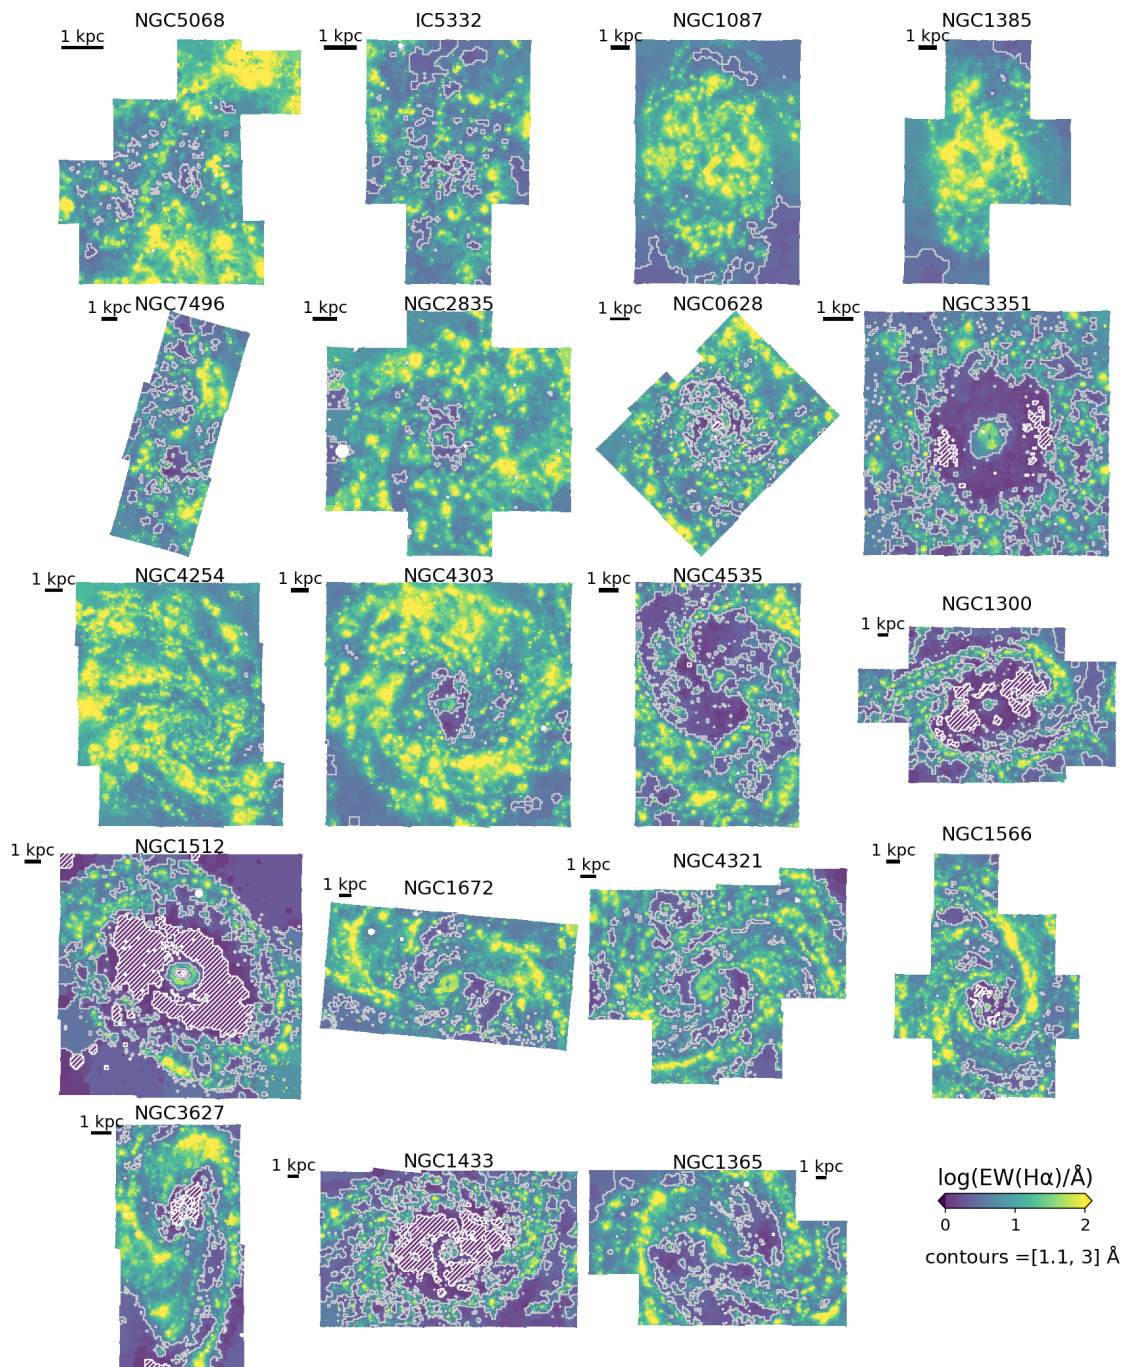 NGC5068
1 kpc
IC5332
1 kpc
NGC1087
1 kpc
NGC1385
1 kpc
NGC7496
1 kpc
NGC2835
1 kpc
NGC0628
1 kpc
NGC3351
1 kpc
NGC4254
1 kpc
NGC4303
1 kpc
NGC4535
1 kpc
NGC1300
1 kpc
NGC1512
1 kpc
NGC1672
1 kpc
NGC4321
1 kpc
NGC1566
1 kpc
NGC3627
1 kpc
NGC1433
1 kpc
NGC1365
1 kpc
log(EW(Hα)/Å)
0 1 2
contours =[1.1, 3] Å